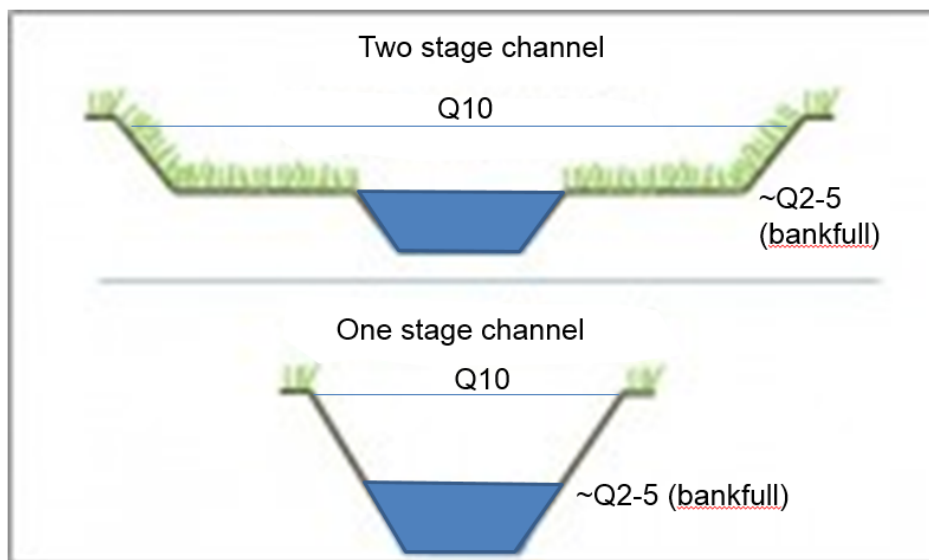 Two stage channel
Q10
~Q2-5
(bankfull)
One stage channel
Q10
~Q2-5 (bankfull)